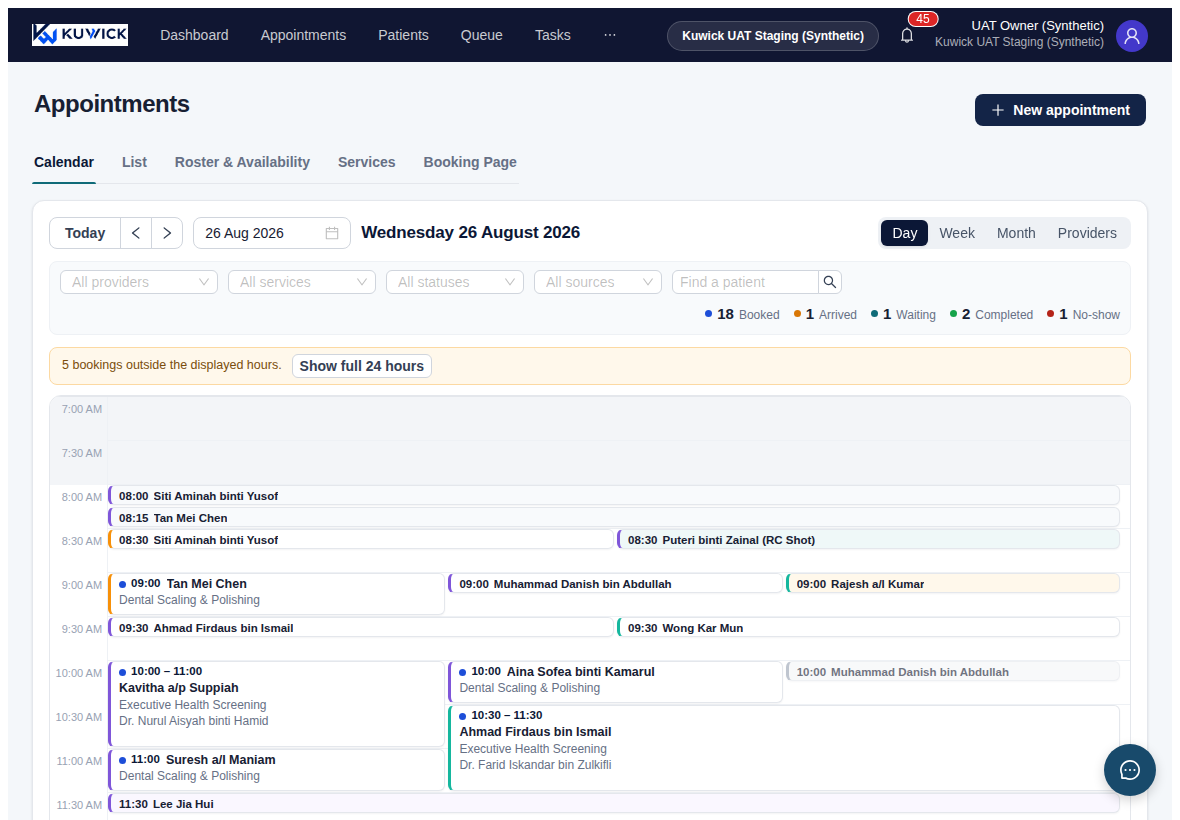 KUWICK
Dashboard
Appointments
Patients
Queue
Tasks
···
Kuwick UAT Staging (Synthetic)
45
UAT Owner (Synthetic)
Kuwick UAT Staging (Synthetic)
Appointments
New appointment
Calendar
List
Roster & Availability
Services
Booking Page
Today
26 Aug 2026
Wednesday 26 August 2026
Day
Week
Month
Providers
All providers
All services
All statuses
All sources
Find a patient
18 Booked
1 Arrived
1 Waiting
2 Completed
1 No-show
5 bookings outside the displayed hours.
Show full 24 hours
7:00 AM
7:30 AM
8:00 AM
08:00 Siti Aminah binti Yusof
08:15 Tan Mei Chen
8:30 AM
08:30 Siti Aminah binti Yusof
08:30 Puteri binti Zainal (RC Shot)
9:00 AM
09:00 Tan Mei Chen
Dental Scaling & Polishing
09:00 Muhammad Danish bin Abdullah
09:00 Rajesh a/l Kumar
9:30 AM
09:30 Ahmad Firdaus bin Ismail
09:30 Wong Kar Mun
10:00 AM
10:00 – 11:00
Kavitha a/p Suppiah
Executive Health Screening
Dr. Nurul Aisyah binti Hamid
10:00 Aina Sofea binti Kamarul
Dental Scaling & Polishing
10:00 Muhammad Danish bin Abdullah
10:30 AM
10:30 – 11:30
Ahmad Firdaus bin Ismail
Executive Health Screening
Dr. Farid Iskandar bin Zulkifli
11:00 AM
11:00 Suresh a/l Maniam
Dental Scaling & Polishing
11:30 AM
11:30 Lee Jia Hui